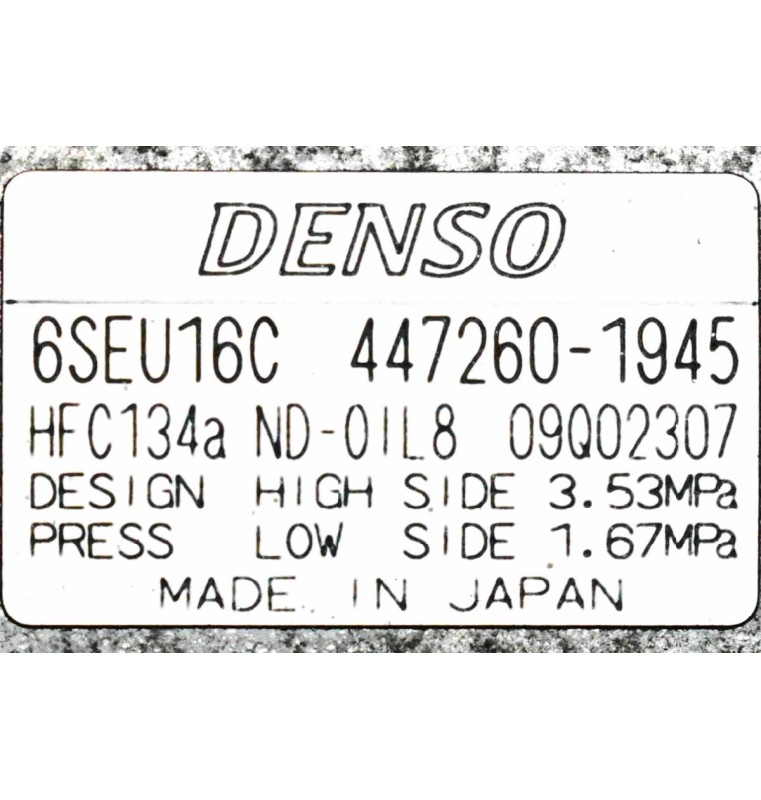 DENSO
6SEU16C 447260-1945
HFC134a ND-OIL8 09Q02307
DESIGN HIGH SIDE 3.53MPa
PRESS LOW SIDE 1.67MPa
MADE IN JAPAN